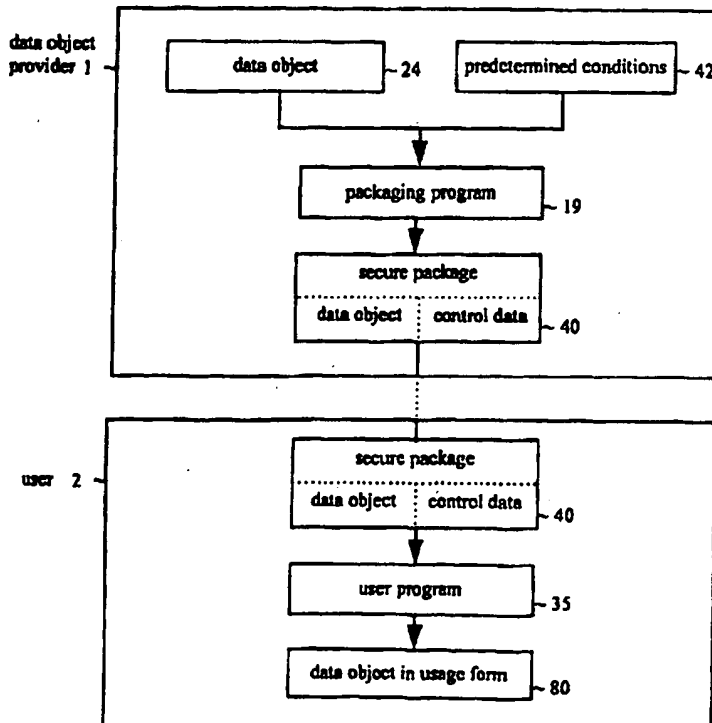 data object
provider 1
data object
24
predetermined conditions
42
packaging program
19
secure package
data object control data
40
user 2
secure package
data object control data
40
user program
35
data object in usage form
80